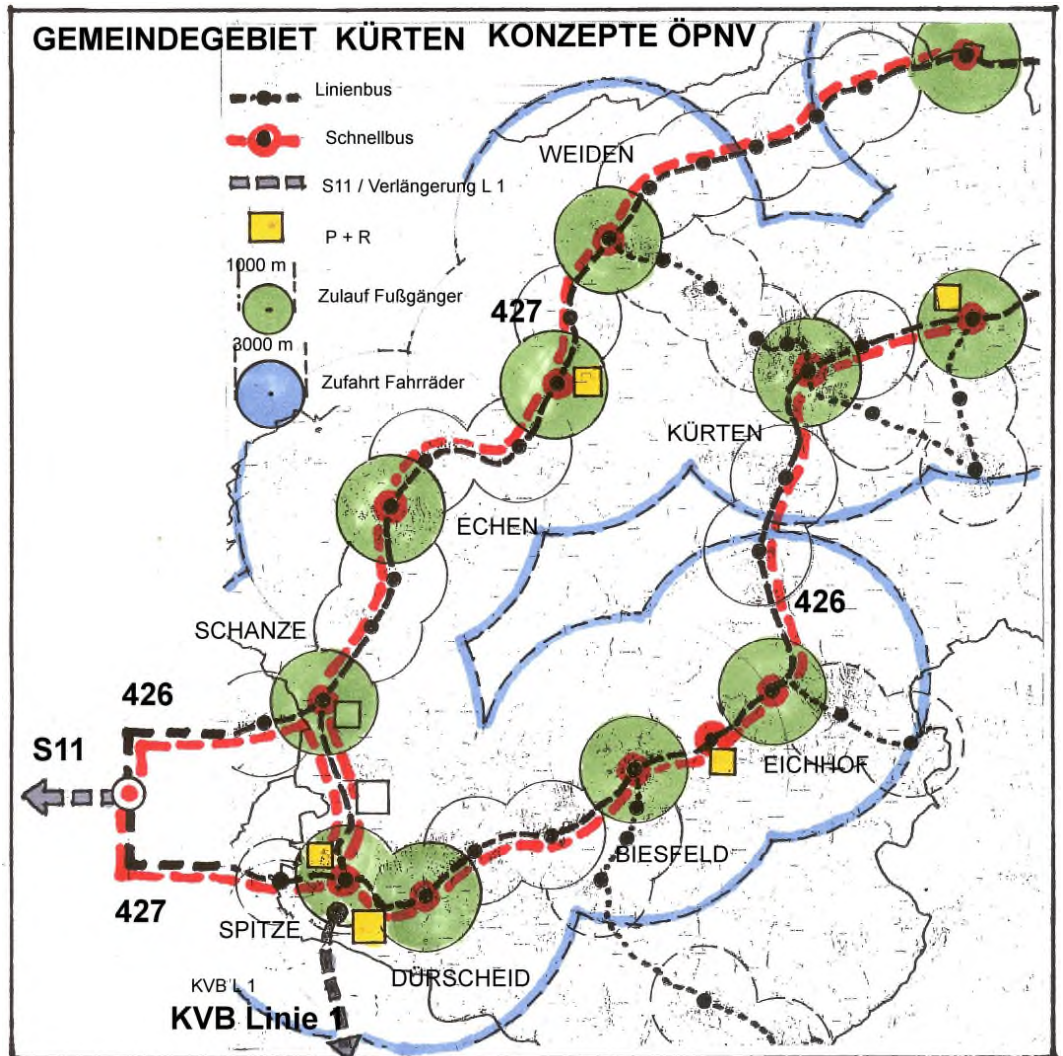 GEMEINDEGEBIET KÜRTEN KONZEPTE ÖPNV
Linienbus
Schnellbus
S11 / Verlängerung L 1
P + R
1000 m
Zulauf Fußgänger
3000 m
Zufahrt Fahrräder
WEIDEN
427
KÜRTEN
ECHEN
426
SCHANZE
426
S11
EICHHOF
BIESFELD
427
SPITZE
DÜRSCHEID
KVB L 1
KVB Linie 1